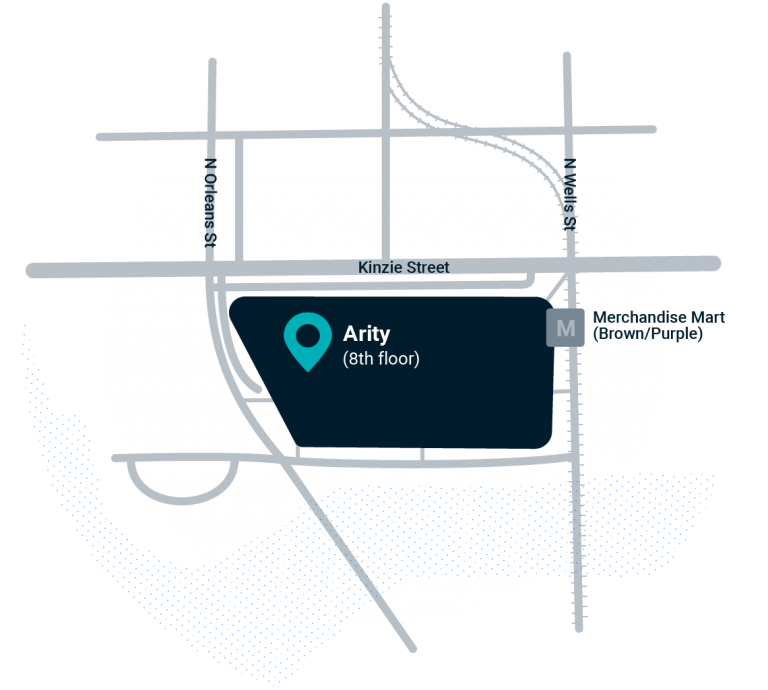 N Orleans St
N Wells St
Kinzie Street
M
Merchandise Mart
(Brown/Purple)
Arity
(8th floor)